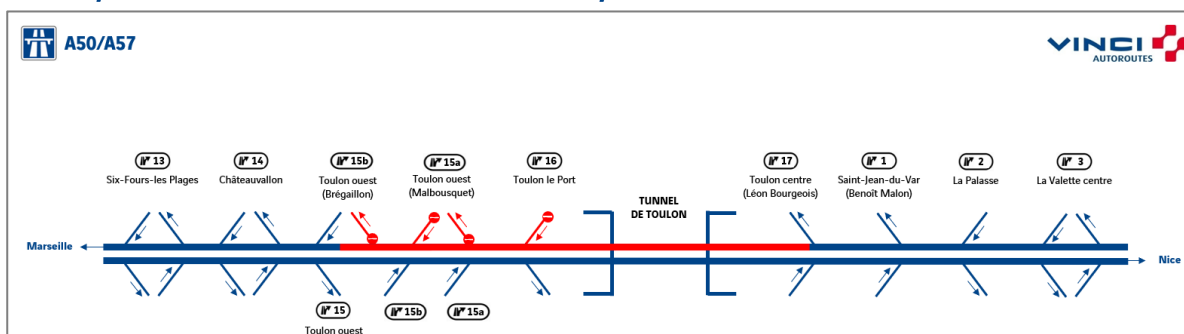 A50/A57
VINCI
AUTOROUTES
13
Six-Fours-les Plages
14
Châteauvallon
15b
Toulon ouest
(Brégaillon)
15a
Toulon ouest
(Malbousquet)
16
Toulon le Port
TUNNEL
DE TOULON
17
Toulon centre
(Léon Bourgeois)
1
Saint-Jean-du-Var
(Benoît Malon)
2
La Palasse
3
La Valette centre
Marseille
Nice
15
Toulon ouest
15b
15a